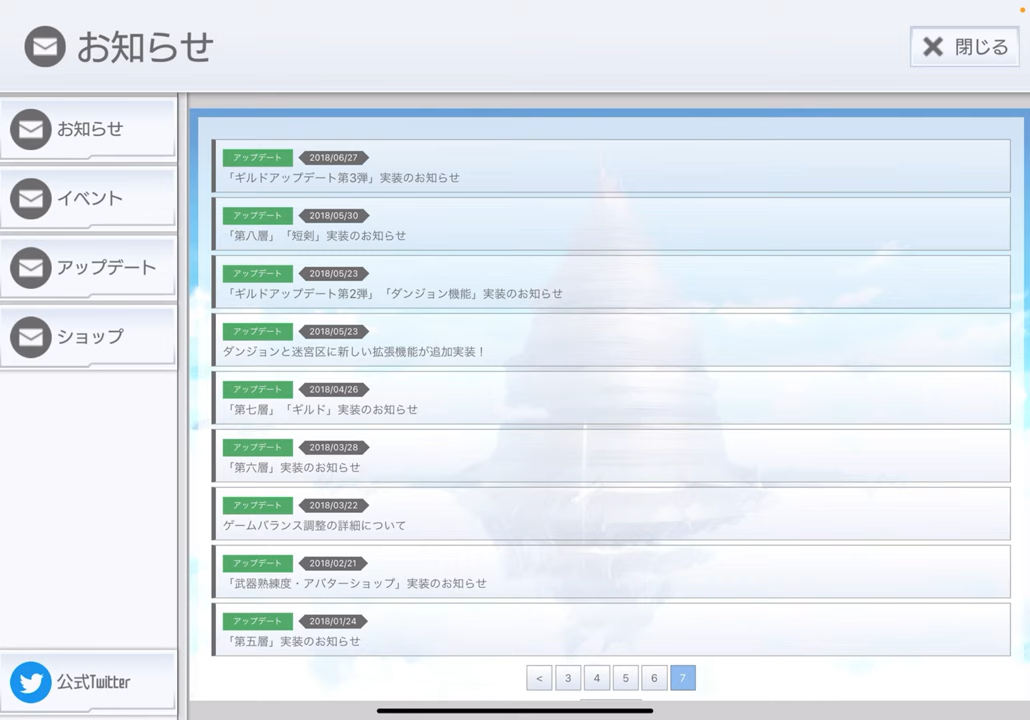 お知らせ
閉じる
お知らせ
イベント
アップデート
ショップ
公式Twitter
アップデート 2018/06/27
「ギルドアップデート第3弾」実装のお知らせ
アップデート 2018/05/30
「第八層」「短剣」実装のお知らせ
アップデート 2018/05/23
「ギルドアップデート第2弾」「ダンジョン機能」実装のお知らせ
アップデート 2018/05/23
ダンジョンと迷宮区に新しい拡張機能が追加実装！
アップデート 2018/04/26
「第七層」「ギルド」実装のお知らせ
アップデート 2018/03/28
「第六層」実装のお知らせ
アップデート 2018/03/22
ゲームバランス調整の詳細について
アップデート 2018/02/21
「武器熟練度・アバターショップ」実装のお知らせ
アップデート 2018/01/24
「第五層」実装のお知らせ
< 3 4 5 6 7